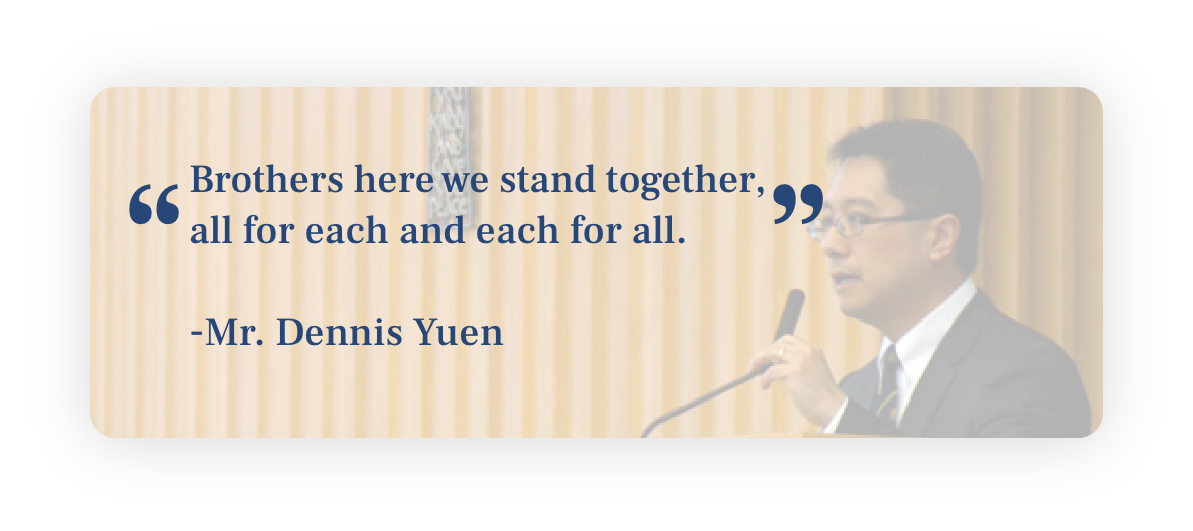 “Brothers here we stand together,
all for each and each for all.”
-Mr. Dennis Yuen